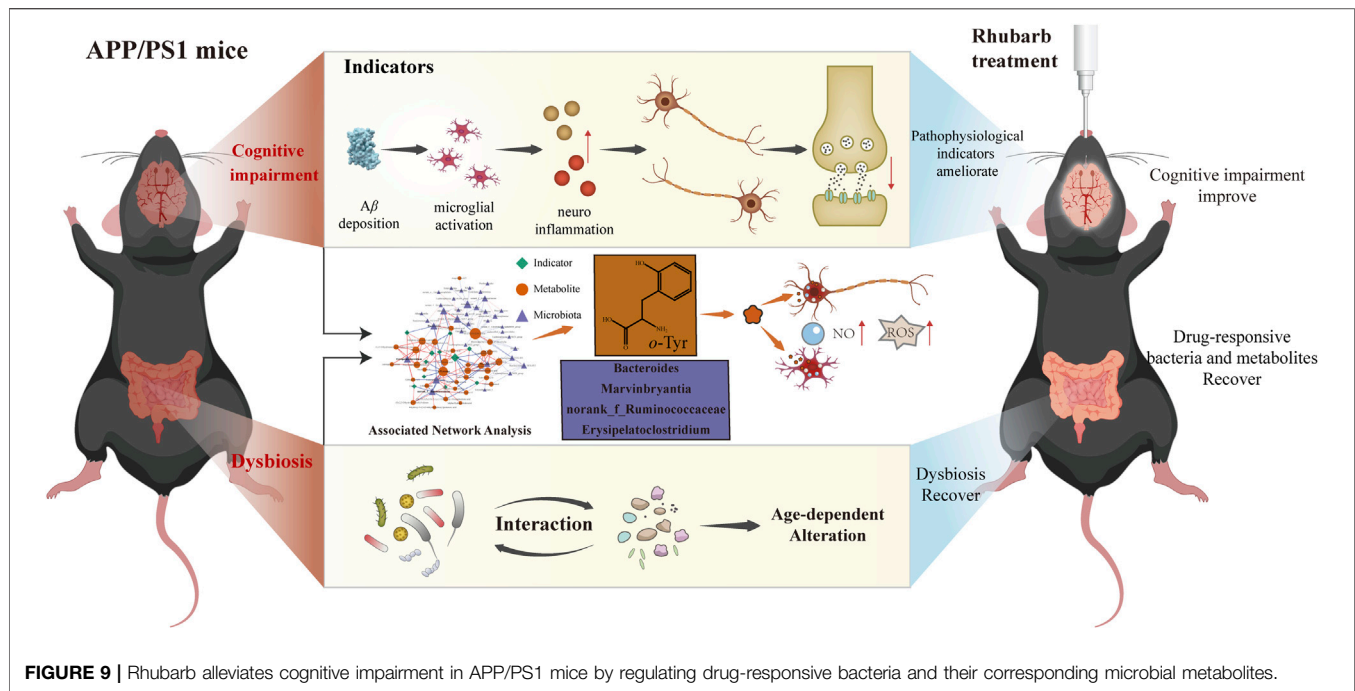 APP/PS1 mice
Indicators
Rhubarb
treatment
Cognitive
impairment
Aβ
deposition
microglial
activation
neuro
inflammation
Pathophysiological
indicators
ameliorate
Cognitive impairment
improve
Indicator
Metabolite
Microbiota
Associated Network Analysis
HO
HO
O
NH₂
o-Tyr
Bacteroides
Marvinbryantia
norank_f_Ruminococcaceae
Erysipelatoclostridium
NO
ROS
Drug-responsive
bacteria and metabolites
Recover
Dysbiosis
Interaction
Age-dependent
Alteration
Dysbiosis
Recover
FIGURE 9 | Rhubarb alleviates cognitive impairment in APP/PS1 mice by regulating drug-responsive bacteria and their corresponding microbial metabolites.